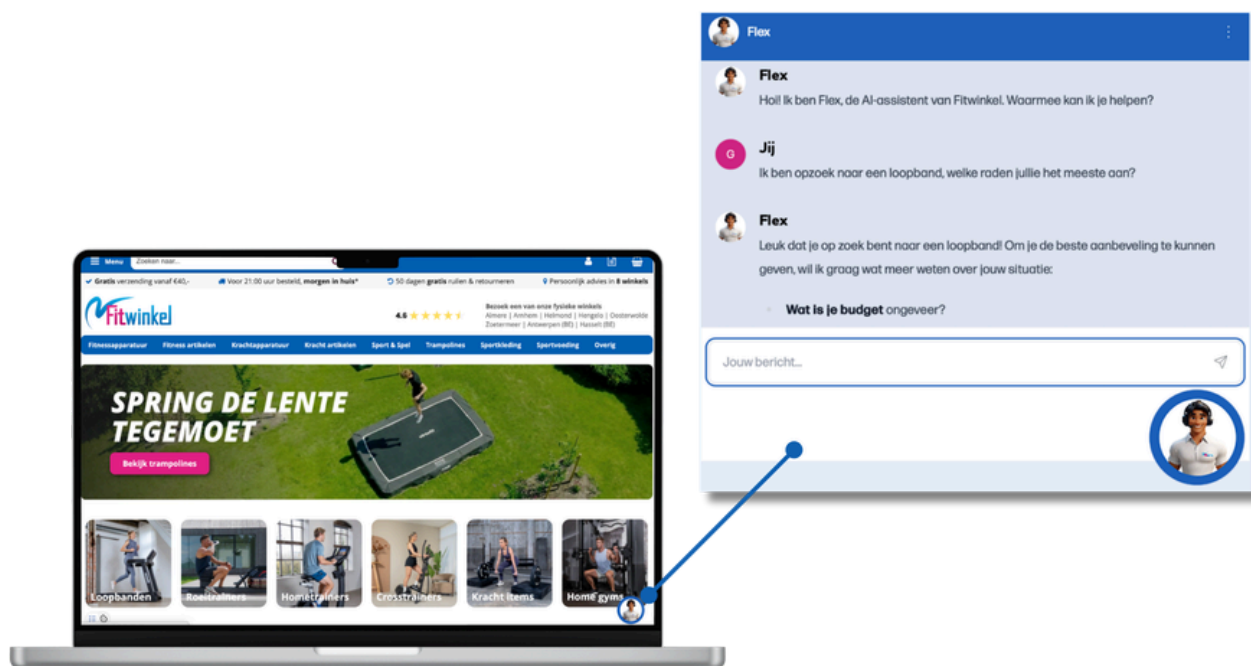 Flex
Flex
Hoi! Ik ben Flex, de AI-assistent van Fitwinkel. Waarmee kan ik je helpen?
G
Jij
Ik ben opzoek naar een loopband, welke raden jullie het meeste aan?
Flex
Leuk dat je op zoek bent naar een loopband! Om je de beste aanbeveling te kunnen
geven, wil ik graag wat meer weten over jouw situatie:
Wat is je budget ongeveer?
Jouw bericht...
Menu
Zoeken naar...
Gratis verzending vanaf €40,-
Voor 21:00 uur besteld, morgen in huis*
50 dagen gratis ruilen & retourneren
Persoonlijk advies in 8 winkels
Fitwinkel
4.6
Bezoek een van onze fysieke winkels
Almere | Arnhem | Helmond | Hengelo | Oosterwolde
Zoetermeer | Antwerpen (BE) | Hasselt (BE)
Fitnessapparatuur Fitness artikelen Krachtapparatuur Kracht artikelen Sport & Spel Trampolines Sportkleding Sportvoeding Overig
SPRING DE LENTE
TEGEMOET
Bekijk trampolines
Loopbanden Roeitrainers Hometrainers Crosstrainers Kracht items Home gyms